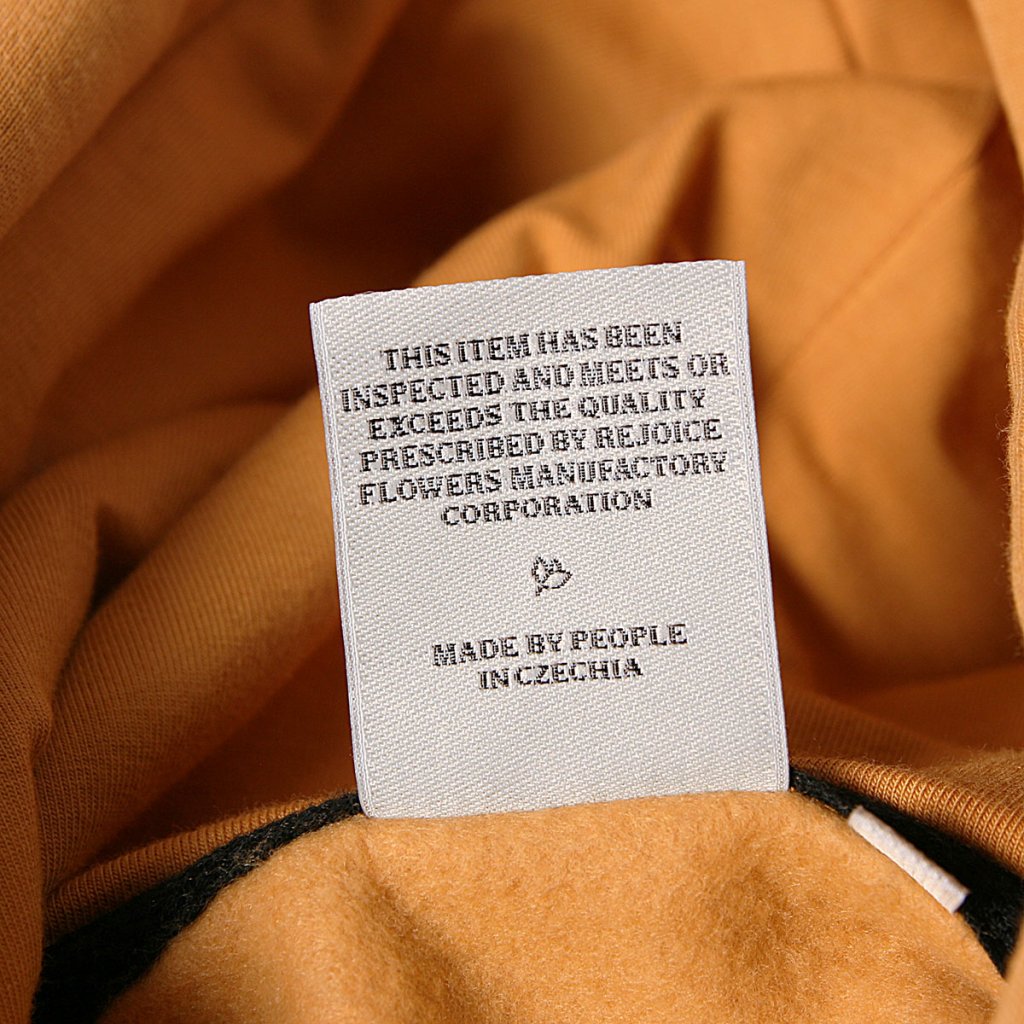 THIS ITEM HAS BEEN
INSPECTED AND MEETS OR
EXCEEDS THE QUALITY
PRESCRIBED BY REJOICE
FLOWERS MANUFACTORY
CORPORATION
MADE BY PEOPLE
IN CZECHIA